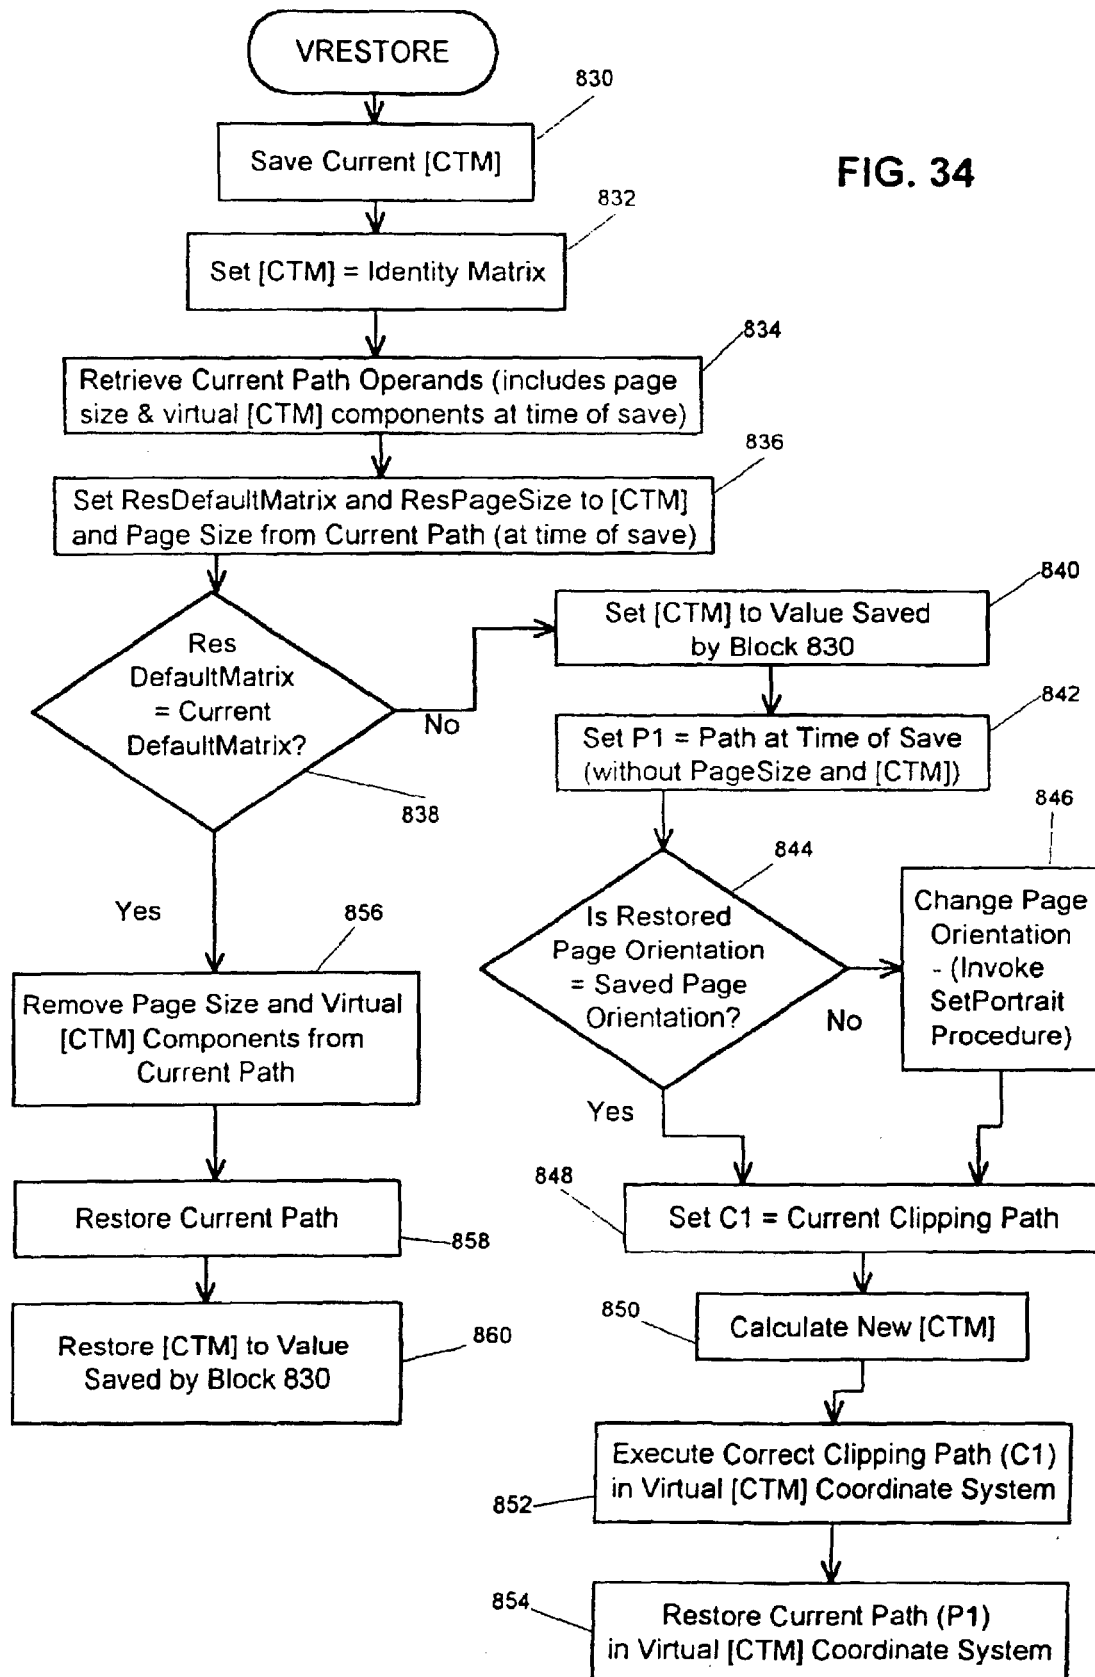 VRESTORE
830
Save Current [CTM]
FIG. 34
832
Set [CTM] = Identity Matrix
834
Retrieve Current Path Operands (includes page
size & virtual [CTM] components at time of save)
836
Set ResDefaultMatrix and ResPageSize to [CTM]
and Page Size from Current Path (at time of save)
Res
DefaultMatrix
= Current
DefaultMatrix?
No
838
Yes
840
Set [CTM] to Value Saved
by Block 830
842
Set P1 = Path at Time of Save
(without PageSize and [CTM])
844
Is Restored
Page Orientation
= Saved Page
Orientation?
No
Yes
846
Change Page
Orientation
- (Invoke
SetPortrait
Procedure)
856
Remove Page Size and Virtual
[CTM] Components from
Current Path
Restore Current Path
858
Restore [CTM] to Value
Saved by Block 830
860
848
Set C1 = Current Clipping Path
850
Calculate New [CTM]
Execute Correct Clipping Path (C1)
in Virtual [CTM] Coordinate System
852
854
Restore Current Path (P1)
in Virtual [CTM] Coordinate System